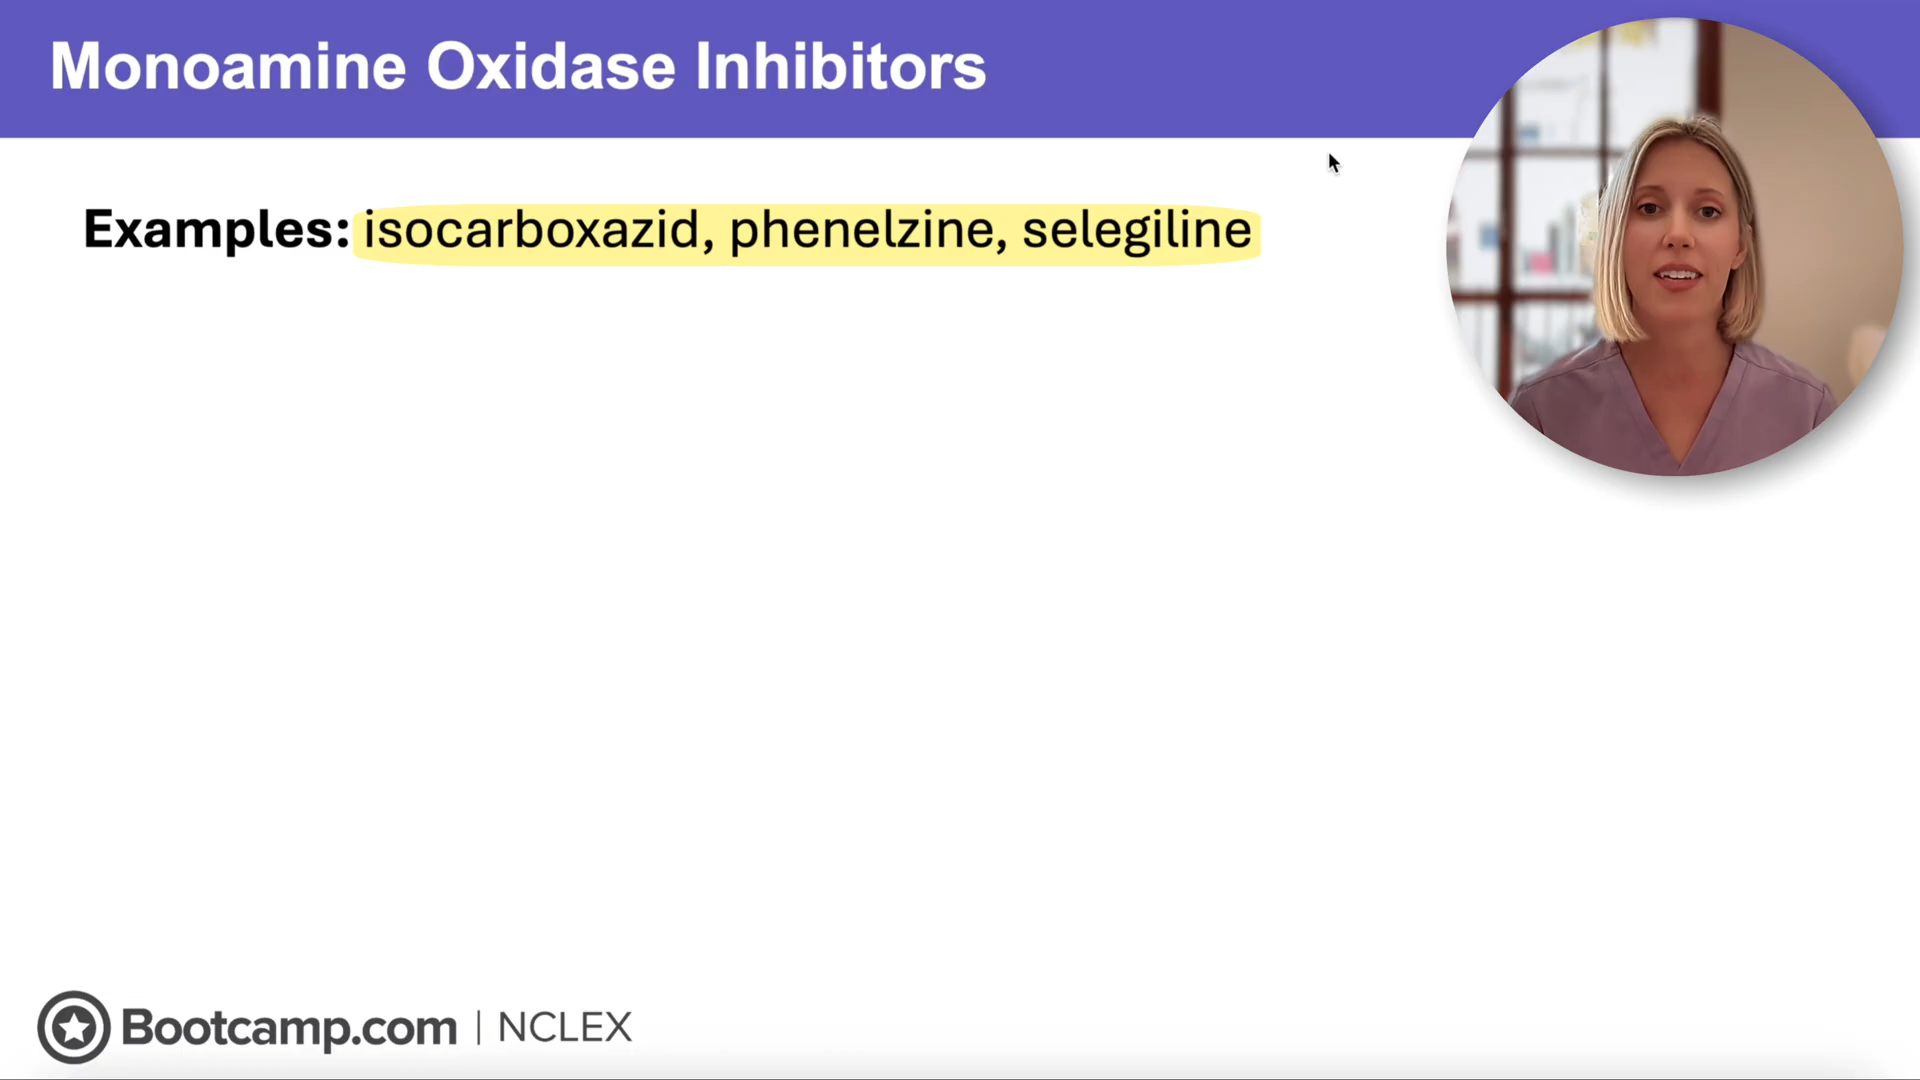 Monoamine Oxidase Inhibitors
Examples: isocarboxazid, phenelzine, selegiline
Bootcamp.com | NCLEX